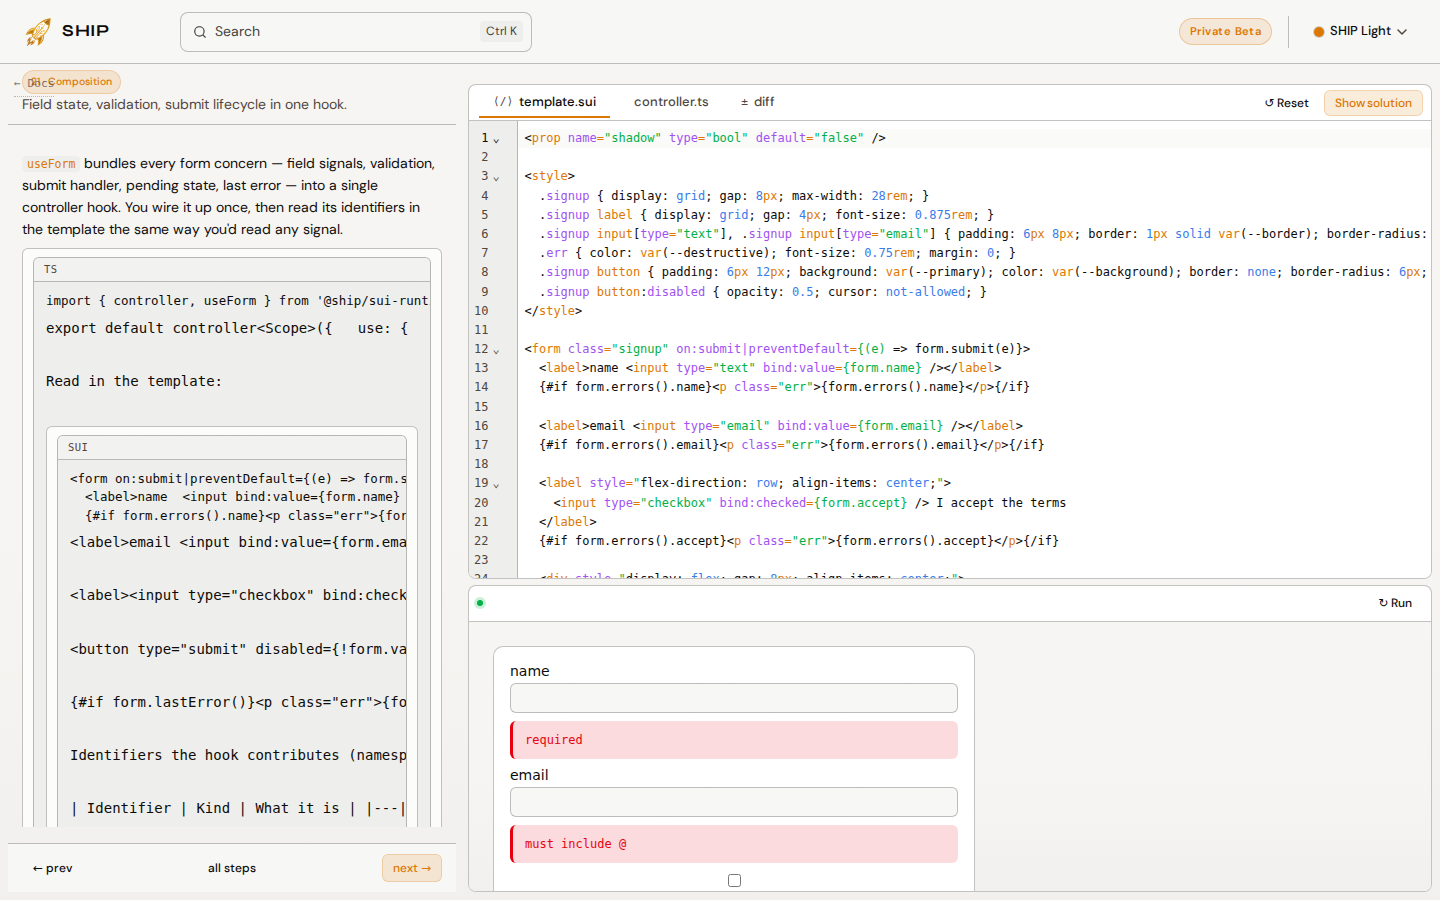 SHIP
Search
Ctrl K
Private Beta
SHIP Light
← Docs
Composition
Field state, validation, submit lifecycle in one hook.
useForm bundles every form concern — field signals, validation,
submit handler, pending state, last error — into a single
controller hook. You wire it up once, then read its identifiers in
the template the same way you'd read any signal.
TS
import { controller, useForm } from '@ship/sui-runt
export default controller<Scope>({   use: {
Read in the template:
SUI
<form on:submit|preventDefault={(e) => form.s
<label>name  <input bind:value={form.name}
{#if form.errors().name}<p class="err">{for
<label>email <input bind:value={form.ema
<label><input type="checkbox" bind:check
<button type="submit" disabled={!form.va
{#if form.lastError()}<p class="err">{fo
Identifiers the hook contributes (namesp
| Identifier | Kind | What it is | |---|
← prev
all steps
next →
⟨/⟩ template.sui
controller.ts
± diff
↺ Reset
Show solution
1 <prop name="shadow" type="bool" default="false" />
2
3 <style>
4   .signup { display: grid; gap: 8px; max-width: 28rem; }
5   .signup label { display: grid; gap: 4px; font-size: 0.875rem; }
6   .signup input[type="text"], .signup input[type="email"] { padding: 6px 8px; border: 1px solid var(--border); border-radius:
7   .err { color: var(--destructive); font-size: 0.75rem; margin: 0; }
8   .signup button { padding: 6px 12px; background: var(--primary); color: var(--background); border: none; border-radius: 6px;
9   .signup button:disabled { opacity: 0.5; cursor: not-allowed; }
10 </style>
11
12 <form class="signup" on:submit|preventDefault={(e) => form.submit(e)}>
13   <label>name <input type="text" bind:value={form.name} /></label>
14   {#if form.errors().name}<p class="err">{form.errors().name}</p>{/if}
15
16   <label>email <input type="email" bind:value={form.email} /></label>
17   {#if form.errors().email}<p class="err">{form.errors().email}</p>{/if}
18
19   <label style="flex-direction: row; align-items: center;">
20     <input type="checkbox" bind:checked={form.accept} /> I accept the terms
21   </label>
22   {#if form.errors().accept}<p class="err">{form.errors().accept}</p>{/if}
23
24   <div style="display: flex; gap: 8px; align-items: center;">
↻ Run
name
required
email
must include @